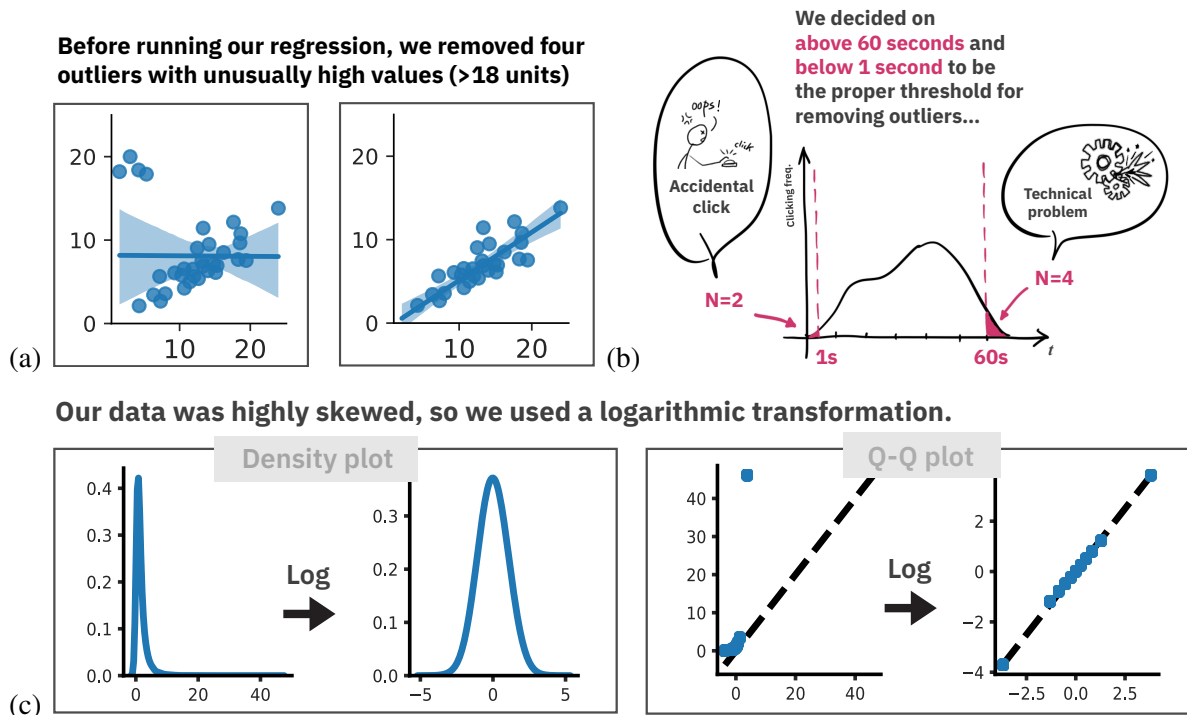 Before running our regression, we removed four
outliers with unusually high values (>18 units)
20
10
0
10
20
20
10
0
10
20
(a)
We decided on
above 60 seconds and
below 1 second to be
the proper threshold for
removing outliers...
oops!
click
Accidental
click
Technical
problem
clicking freq.
N=2
N=4
1s
60s
t
(b)
Our data was highly skewed, so we used a logarithmic transformation.
Density plot
0.4
0.3
0.2
0.1
0.0
0
20
40
Log
0.3
0.2
0.1
0.0
−5
0
5
Q-Q plot
40
30
20
10
0
0
20
40
Log
2
0
−2
−4
−2.5
0.0
2.5
(c)